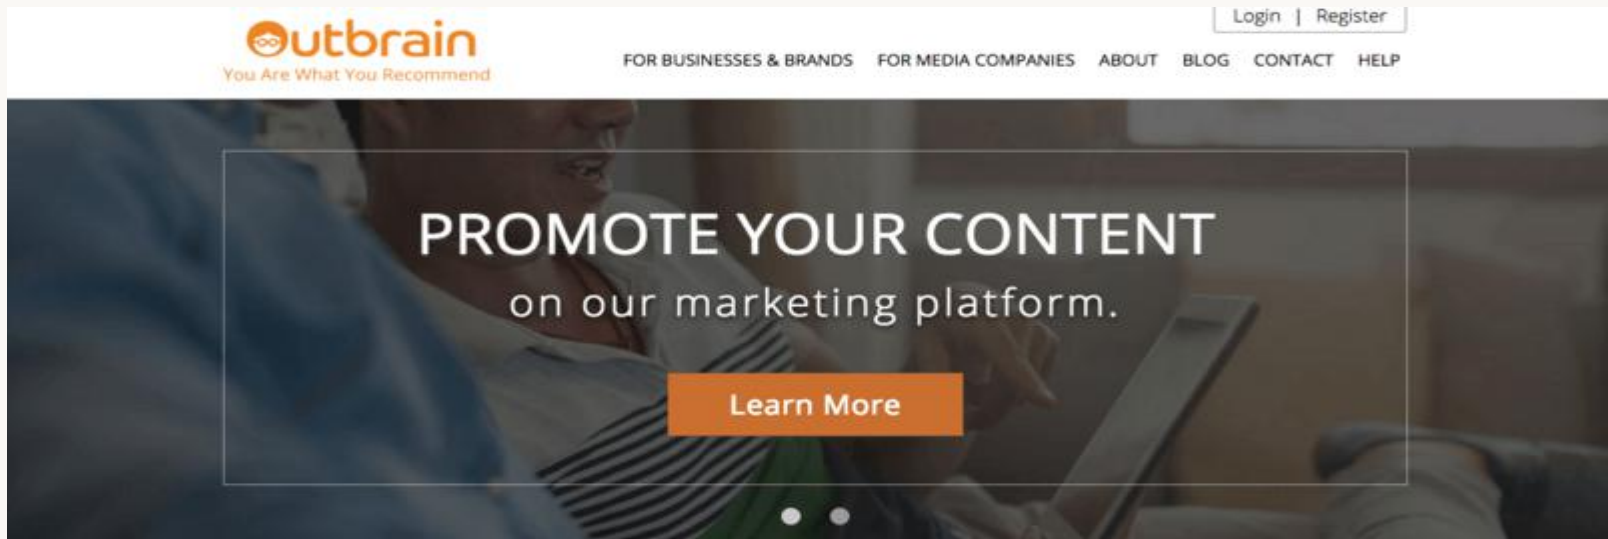 Login | Register
Outbrain
You Are What You Recommend
FOR BUSINESSES & BRANDS FOR MEDIA COMPANIES ABOUT BLOG CONTACT HELP
PROMOTE YOUR CONTENT
on our marketing platform.
Learn More